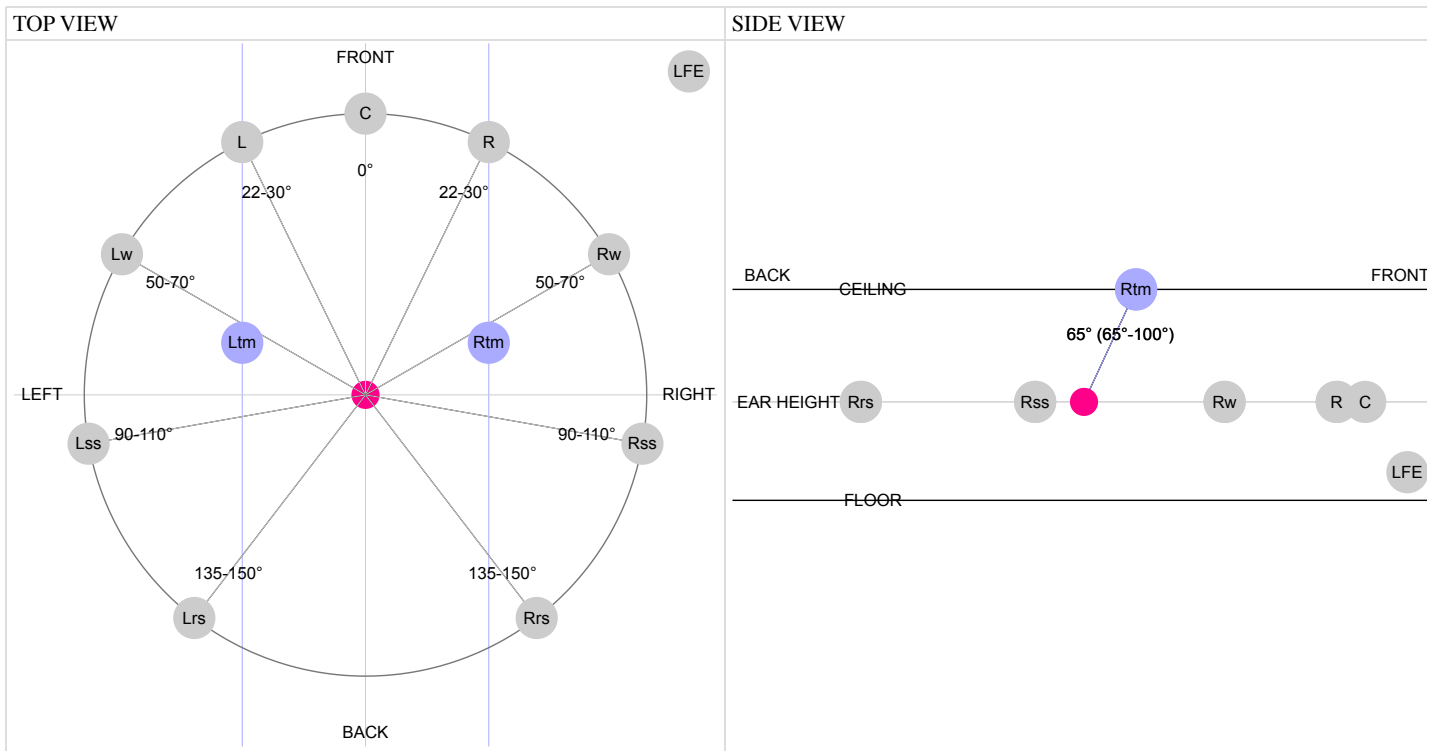 TOP VIEW
FRONT
LFE
C
L
R
0°
22-30°
22-30°
Lw
Rw
50-70°
50-70°
Ltm
Rtm
LEFT
RIGHT
90-110°
90-110°
Lss
Rss
135-150°
135-150°
Lrs
Rrs
BACK
SIDE VIEW
BACK
FRONT
CEILING
Rtm
65° (65°-100°)
EAR HEIGHT
Rrs
Rss
Rw
R
C
LFE
FLOOR